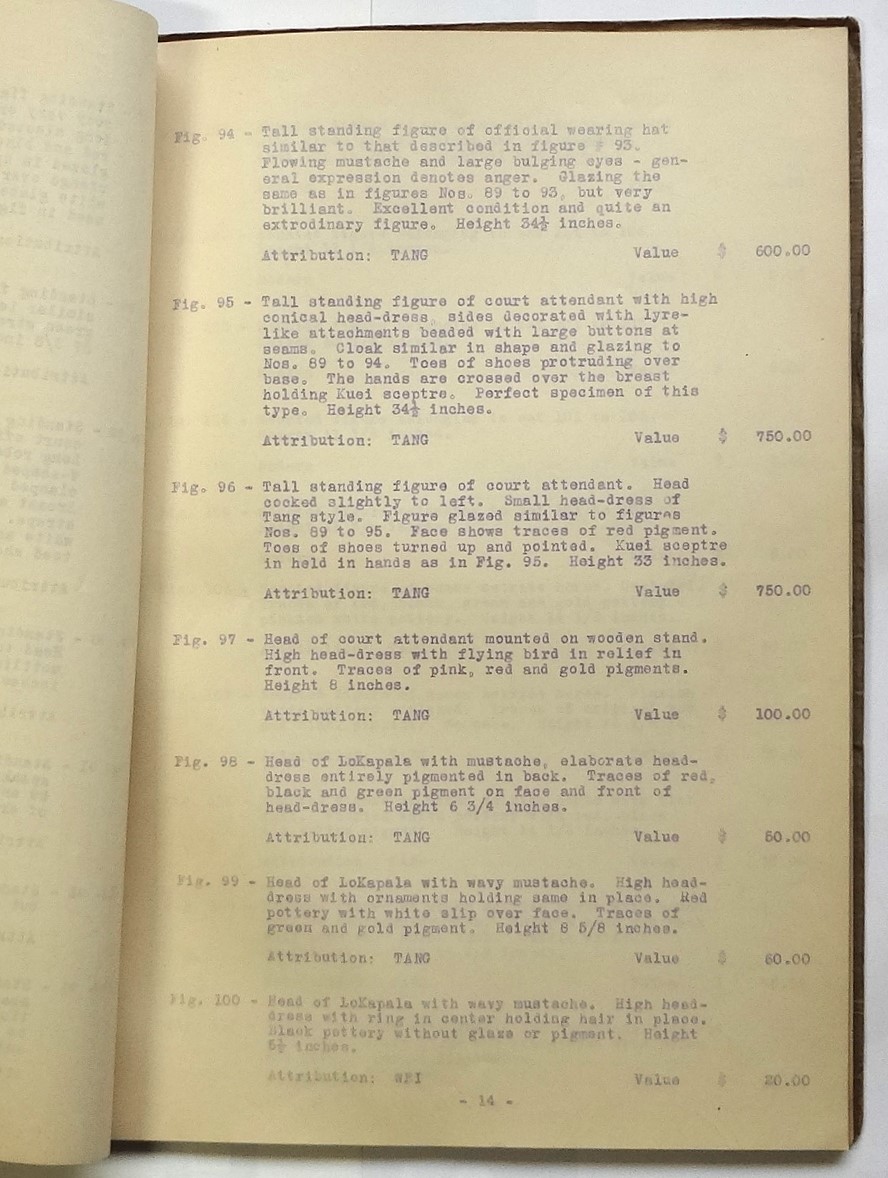 Fig. 94 - Tall standing figure of official wearing hat
similar to that described in figure # 93.
Flowing mustache and large bulging eyes - gen-
eral expression denotes anger. Glazing the
same as in figures Nos. 89 to 93, but very
brilliant. Excellent condition and quite an
extrodinary figure. Height 34½ inches.
Attribution: TANG Value $ 600.00
Fig. 95 - Tall standing figure of court attendant with high
conical head-dress, sides decorated with lyre-
like attachments beaded with large buttons at
seams. Cloak similar in shape and glazing to
Nos. 89 to 94. Toes of shoes protruding over
base. The hands are crossed over the breast
holding Kuei sceptre. Perfect specimen of this
type. Height 34½ inches.
Attribution: TANG Value $ 750.00
Fig. 96 - Tall standing figure of court attendant. Head
cocked slightly to left. Small head-dress of
Tang style. Figure glazed similar to figures
Nos. 89 to 95. Face shows traces of red pigment.
Toes of shoes turned up and pointed. Kuei sceptre
in held in hands as in Fig. 95. Height 33 inches.
Attribution: TANG Value $ 750.00
Fig. 97 - Head of court attendant mounted on wooden stand.
High head-dress with flying bird in relief in
front. Traces of pink, red and gold pigments.
Height 8 inches.
Attribution: TANG Value $ 100.00
Fig. 98 - Head of LoKapala with mustache, elaborate head-
dress entirely pigmented in back. Traces of red,
black and green pigment on face and front of
head-dress. Height 6 3/4 inches.
Attribution: TANG Value $ 50.00
Fig. 99 - Head of LoKapala with wavy mustache. High head-
dress with ornaments holding same in place. Red
pottery with white slip over face. Traces of
green and gold pigment. Height 8 5/8 inches.
Attribution: TANG Value $ 60.00
Fig. 100 - Head of LoKapala with wavy mustache. High head-
dress with ring in center holding hair in place.
Black pottery without glaze or pigment. Height
5½ inches.
Attribution: WEI Value $ 20.00
- 14 -